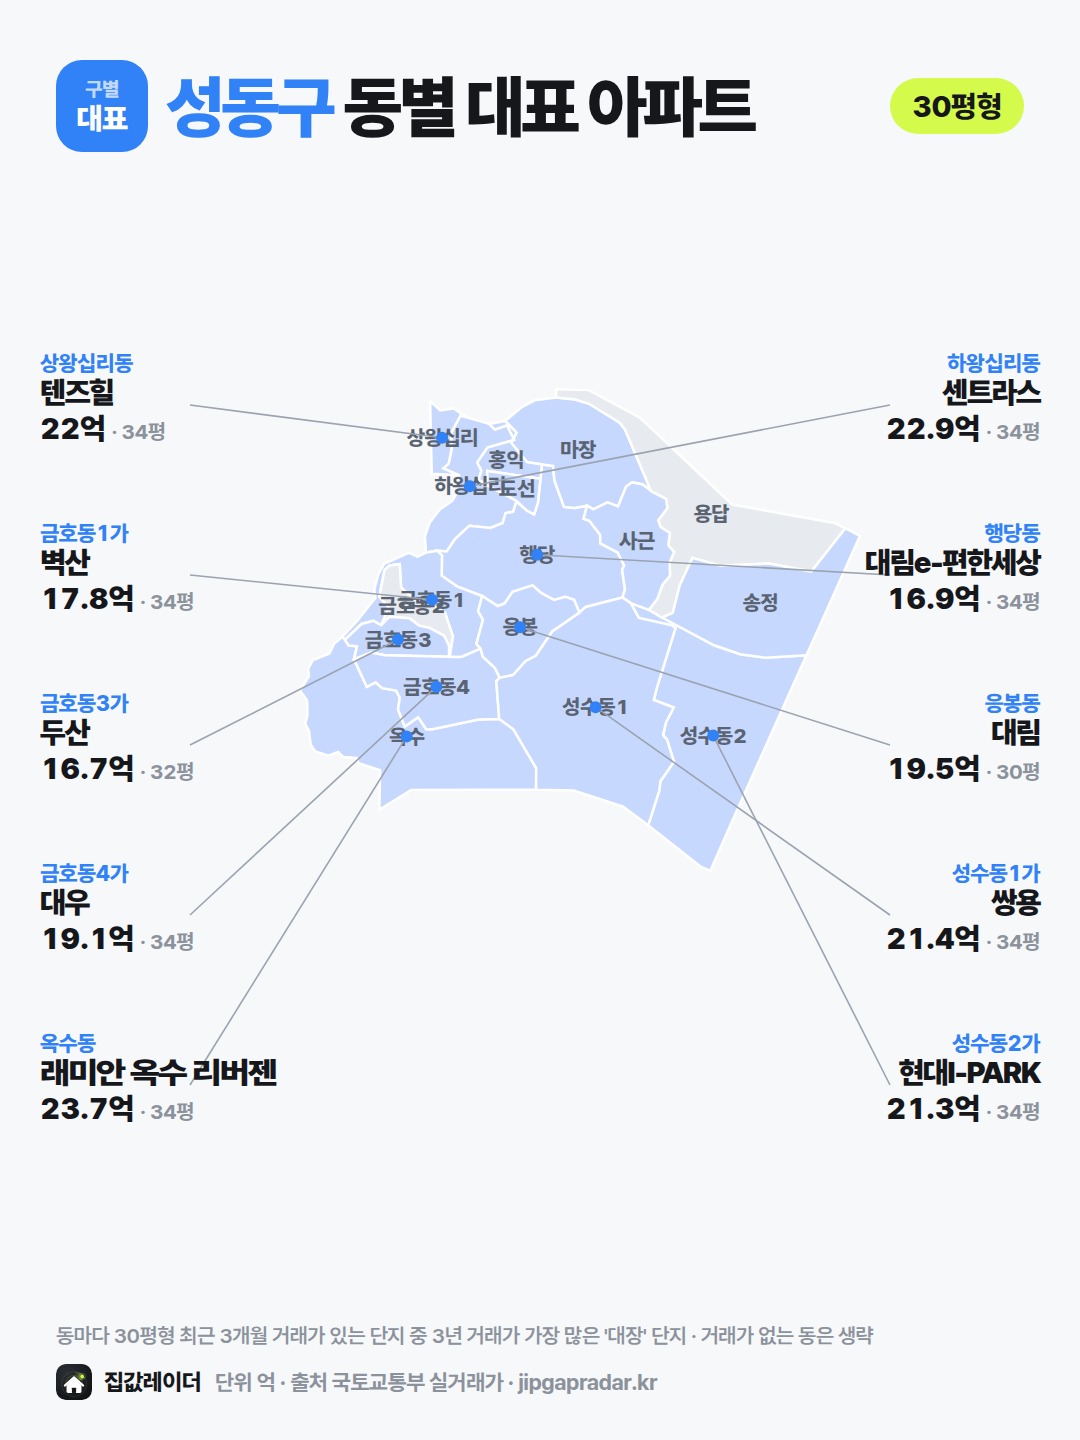 구별
대표
성동구 동별 대표 아파트
30평형
상왕십리동
텐즈힐
22억 · 34평
금호동1가
벽산
17.8억 · 34평
금호동3가
두산
16.7억 · 32평
금호동4가
대우
19.1억 · 34평
옥수동
래미안 옥수 리버젠
23.7억 · 34평
상왕십리
홍익
마장
하왕십리
도선
용답
행당
사근
금호동1
금호동2
송정
응봉
금호동3
금호동4
성수동1
옥수
성수동2
하왕십리동
센트라스
22.9억 · 34평
행당동
대림e-편한세상
16.9억 · 34평
응봉동
대림
19.5억 · 30평
성수동1가
쌍용
21.4억 · 34평
성수동2가
현대I-PARK
21.3억 · 34평
동마다 30평형 최근 3개월 거래가 있는 단지 중 3년 거래가 가장 많은 '대장' 단지 · 거래가 없는 동은 생략
집값레이더 단위 억 · 출처 국토교통부 실거래가 · jipgapradar.kr